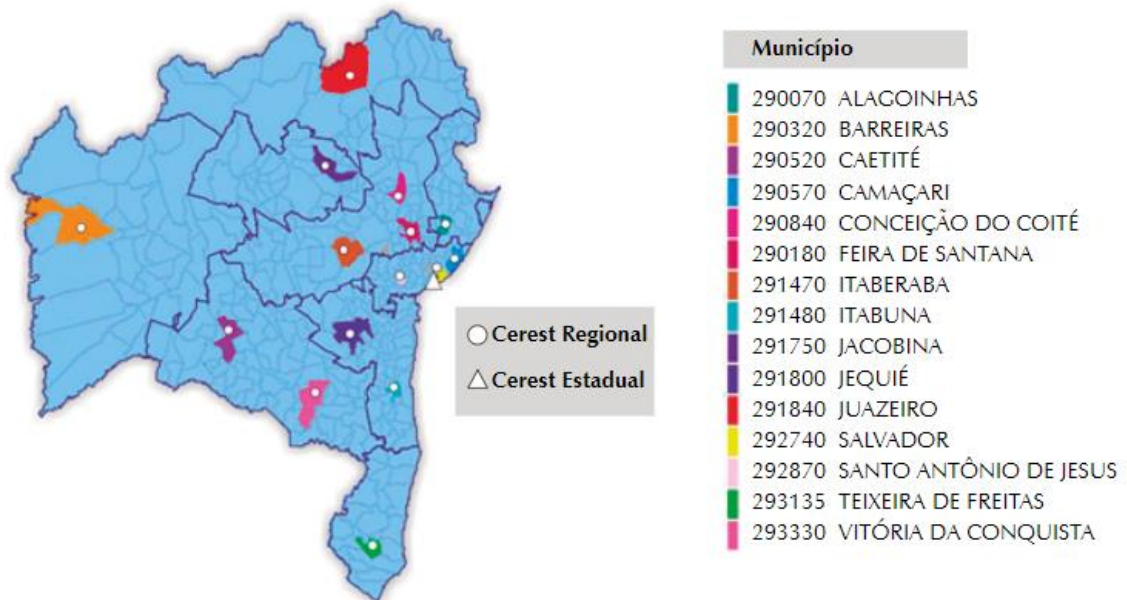 Município
290070 ALAGOINHAS
290320 BARREIRAS
290520 CAETITÉ
290570 CAMAÇARI
290840 CONCEIÇÃO DO COITÉ
290180 FEIRA DE SANTANA
291470 ITABERABA
291480 ITABUNA
291750 JACOBINA
291800 JEQUIÉ
291840 JUAZEIRO
292740 SALVADOR
292870 SANTO ANTÔNIO DE JESUS
293135 TEIXEIRA DE FREITAS
293330 VITÓRIA DA CONQUISTA
Cerest Regional
Cerest Estadual